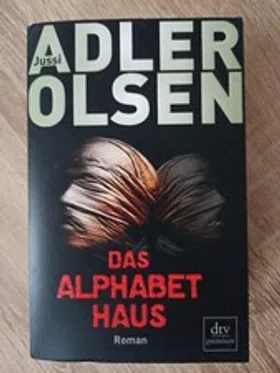 ADLER
Jussi
OLSEN
DAS
ALPHABET
HAUS
Roman
dtv
premium